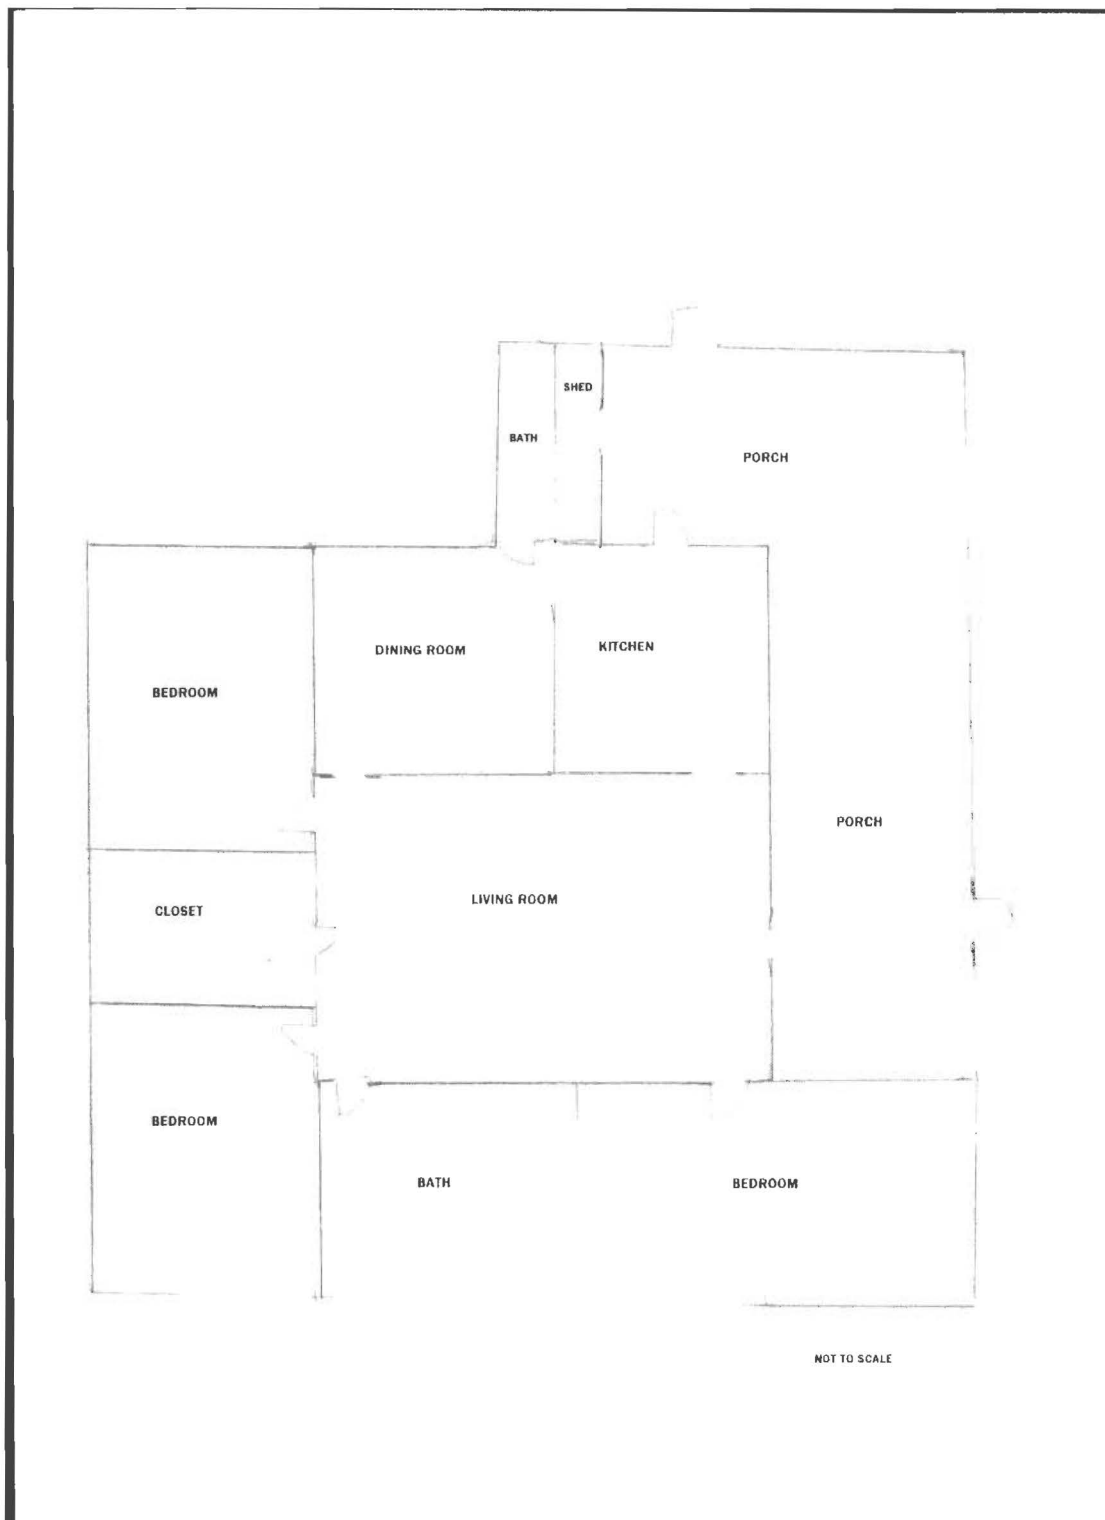 SHED
BATH
PORCH
DINING ROOM
KITCHEN
BEDROOM
PORCH
LIVING ROOM
CLOSET
BEDROOM
BATH
BEDROOM
NOT TO SCALE